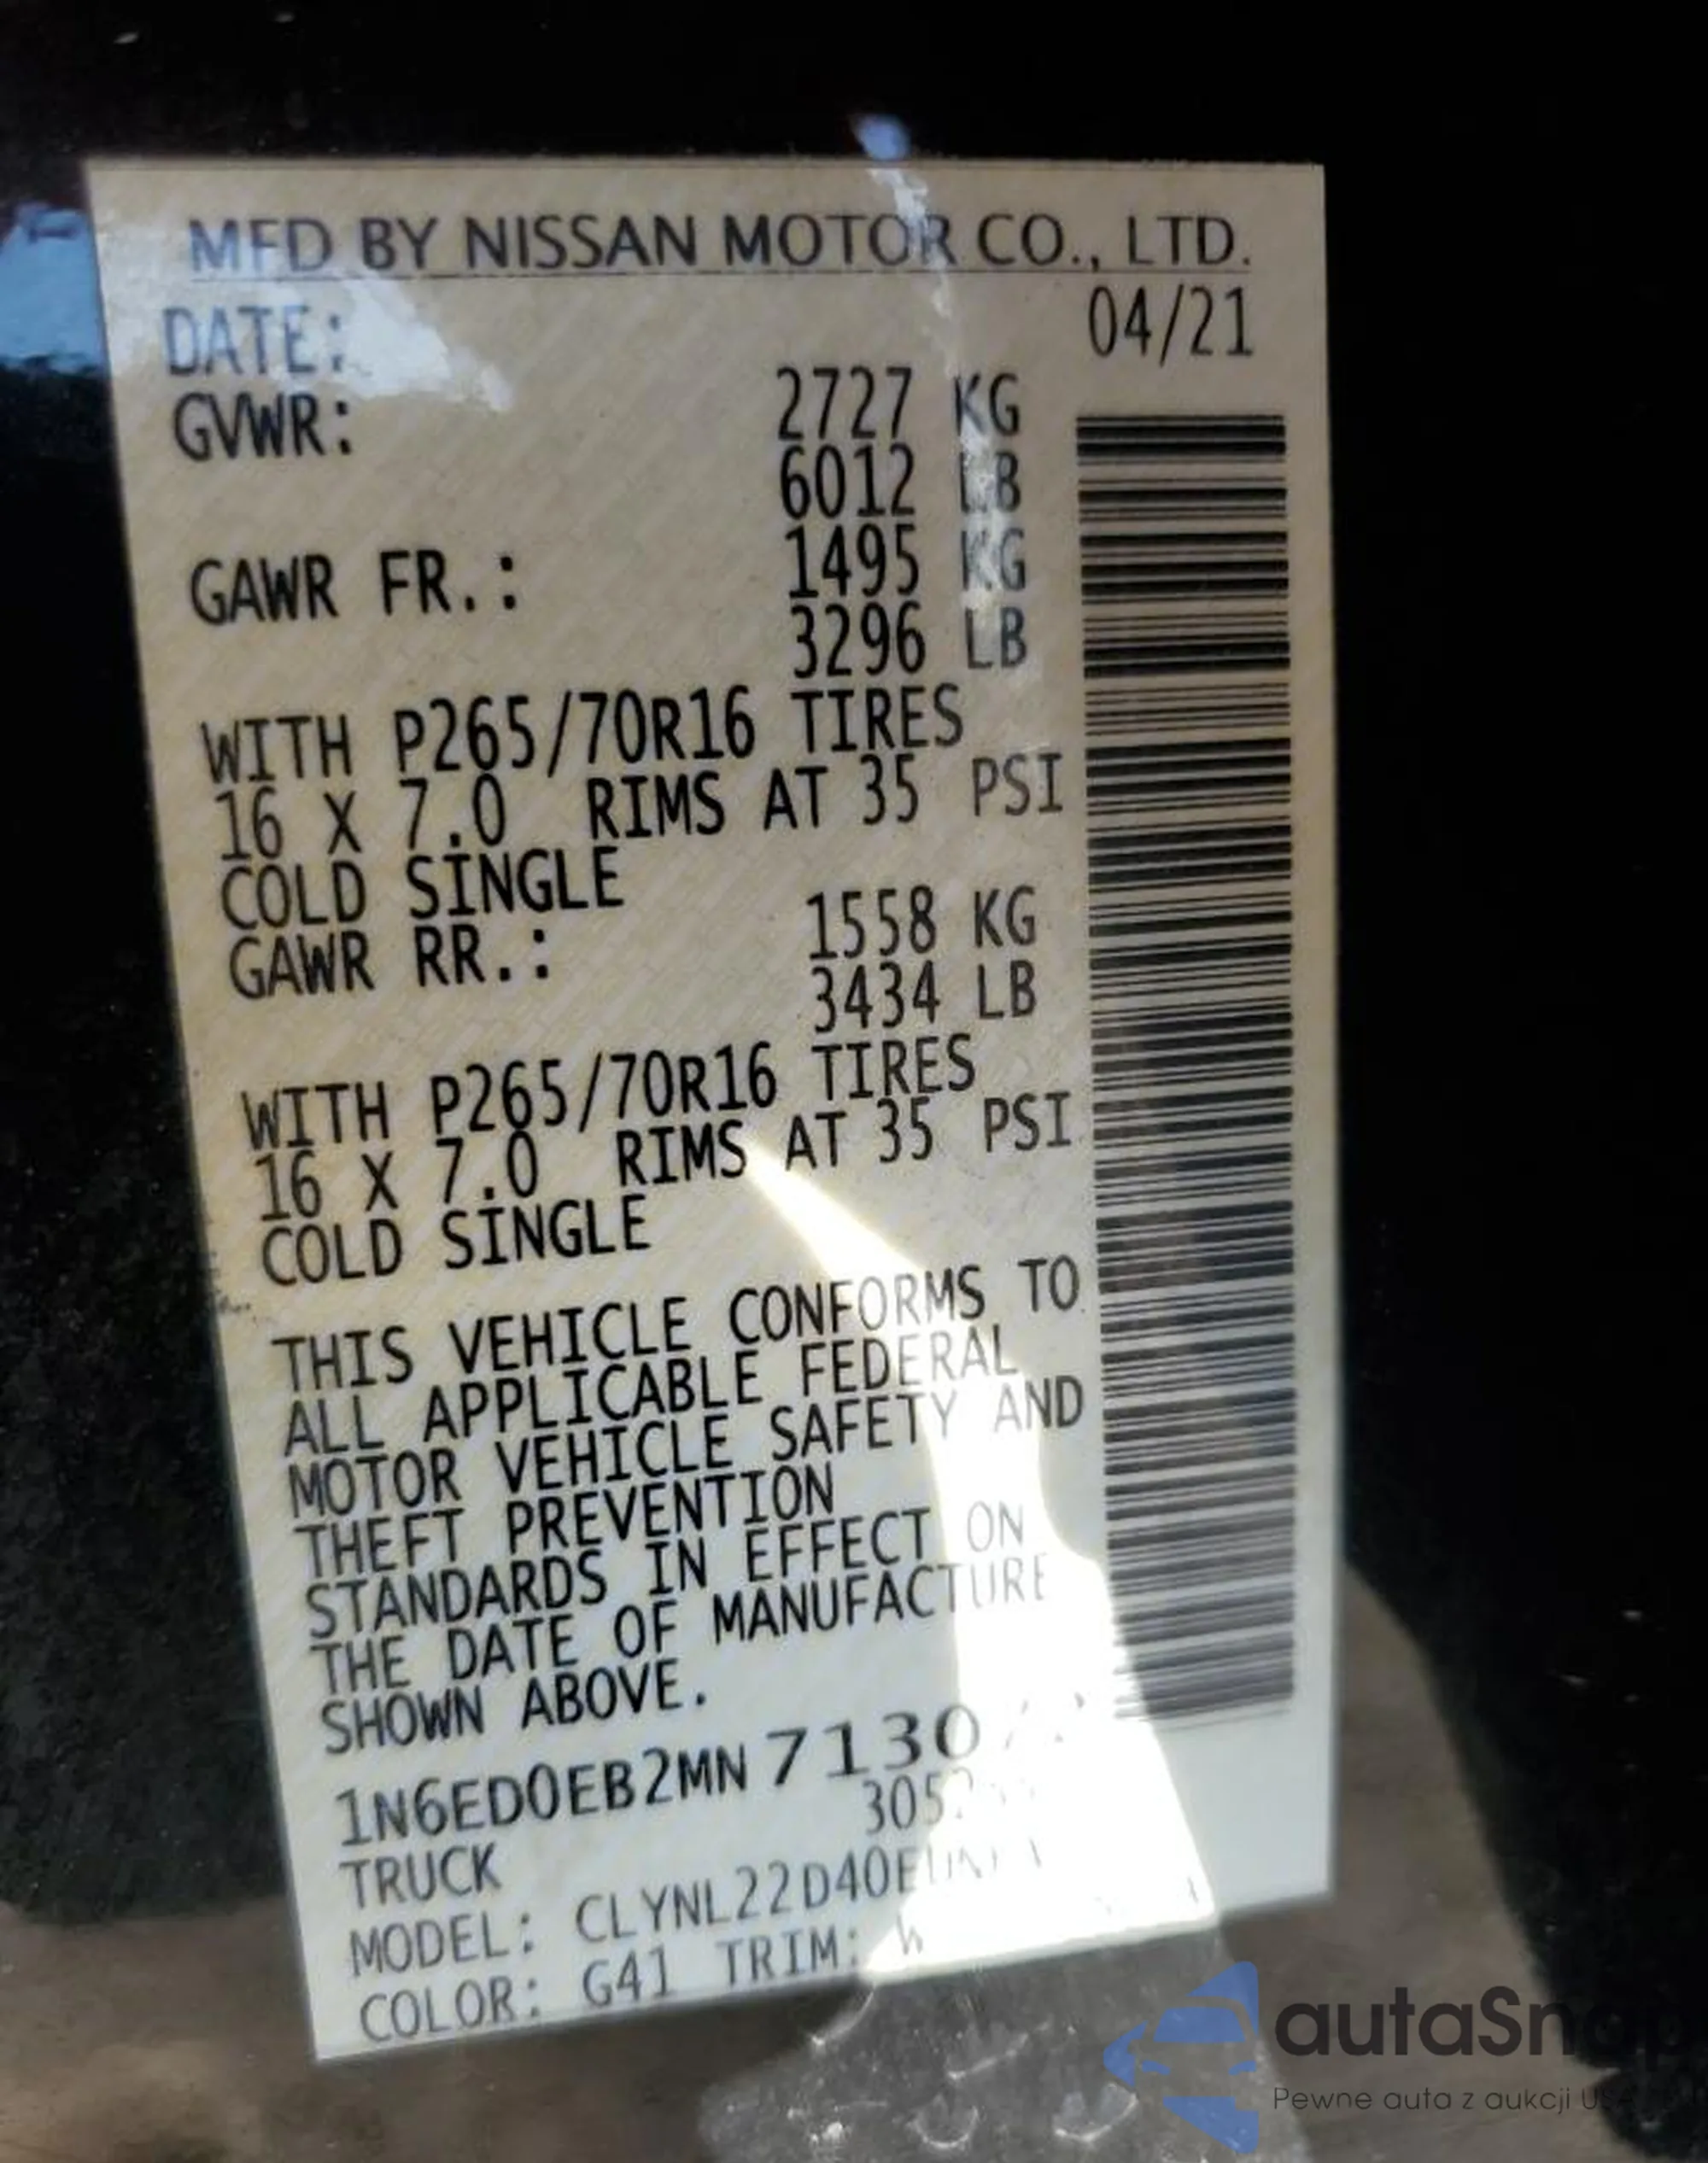 MFD BY NISSAN MOTOR CO., LTD.
DATE: 04/21
GVWR: 2727 KG
6012 LB
GAWR FR.: 1495 KG
3296 LB
WITH P265/70R16 TIRES
16 X 7.0 RIMS AT 35 PSI
COLD SINGLE
GAWR RR.: 1558 KG
3434 LB
WITH P265/70R16 TIRES
16 X 7.0 RIMS AT 35 PSI
COLD SINGLE
THIS VEHICLE CONFORMS TO
ALL APPLICABLE FEDERAL
MOTOR VEHICLE SAFETY AND
THEFT PREVENTION
STANDARDS IN EFFECT ON
THE DATE OF MANUFACTURE
SHOWN ABOVE.
TRUCK
MODEL:
COLOR: G41 TRIM:
autaSnap
Pewne auta z aukcji